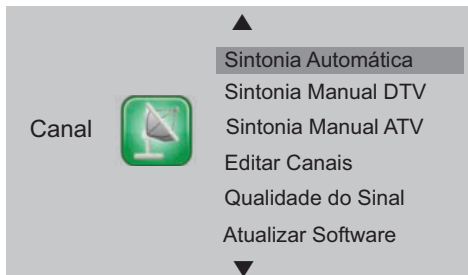 Canal
Sintonia Automática
Sintonia Manual DTV
Sintonia Manual ATV
Editar Canais
Qualidade do Sinal
Atualizar Software